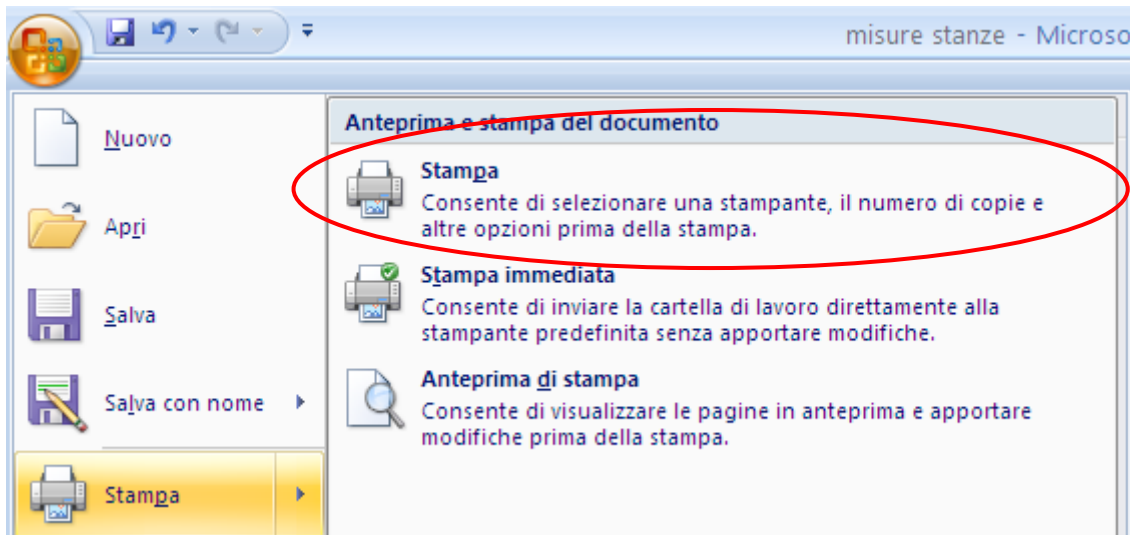 misure stanze - Microso
Nuovo
Apri
Salva
Salva con nome
Stampa
Anteprima e stampa del documento
Stampa
Consente di selezionare una stampante, il numero di copie e
altre opzioni prima della stampa.
Stampa immediata
Consente di inviare la cartella di lavoro direttamente alla
stampante predefinita senza apportare modifiche.
Anteprima di stampa
Consente di visualizzare le pagine in anteprima e apportare
modifiche prima della stampa.